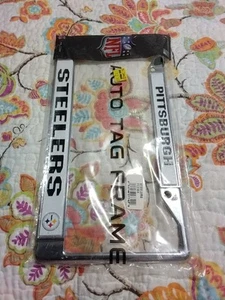 NFL
STEELERS
AUTO TAG FRAME
PITTSBURGH